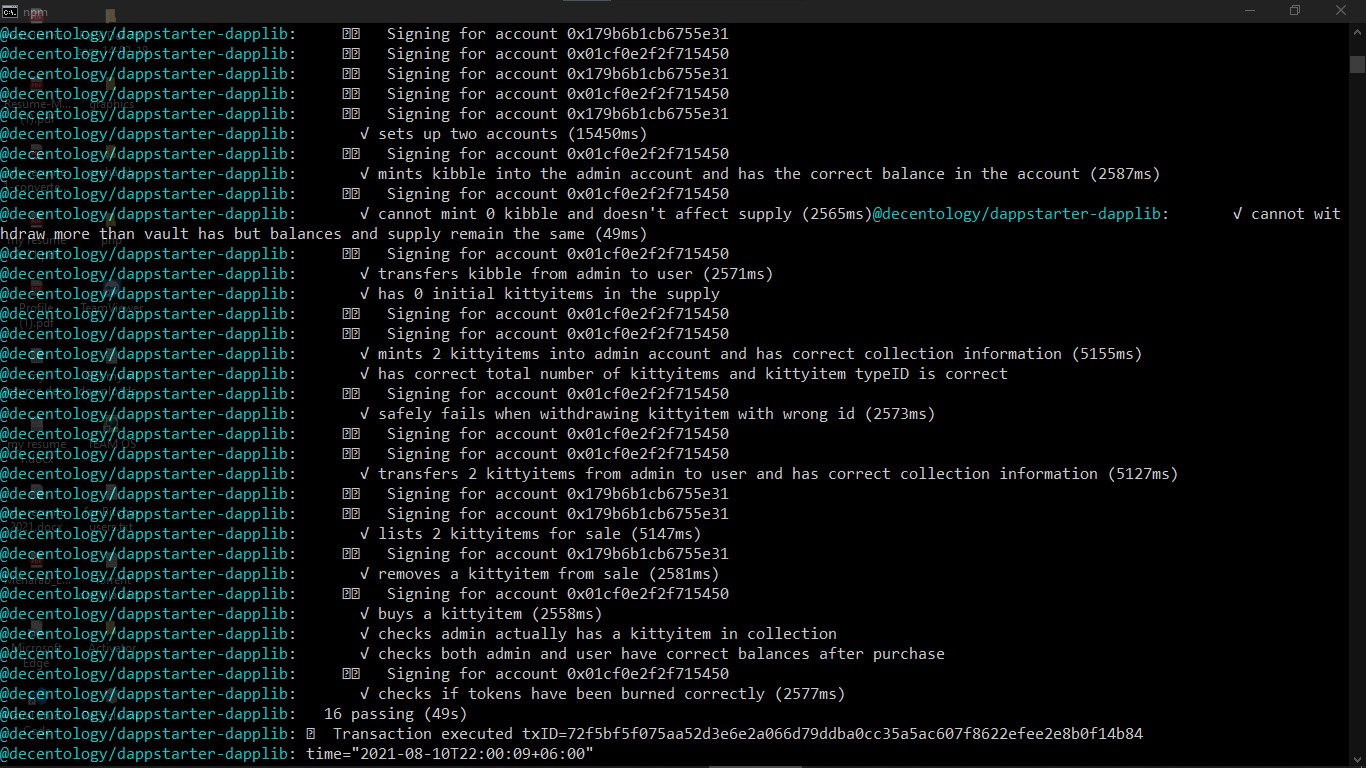 npm
@decentology/dappstarter-dapplib:     ⍰⍰   Signing for account 0x179b6b1cb6755e31
@decentology/dappstarter-dapplib:     ⍰⍰   Signing for account 0x01cf0e2f2f715450
@decentology/dappstarter-dapplib:     ⍰⍰   Signing for account 0x179b6b1cb6755e31
@decentology/dappstarter-dapplib:     ⍰⍰   Signing for account 0x01cf0e2f2f715450
@decentology/dappstarter-dapplib:     ⍰⍰   Signing for account 0x179b6b1cb6755e31
@decentology/dappstarter-dapplib:       √ sets up two accounts (15450ms)
@decentology/dappstarter-dapplib:     ⍰⍰   Signing for account 0x01cf0e2f2f715450
@decentology/dappstarter-dapplib:       √ mints kibble into the admin account and has the correct balance in the account (2587ms)
@decentology/dappstarter-dapplib:     ⍰⍰   Signing for account 0x01cf0e2f2f715450
@decentology/dappstarter-dapplib:       √ cannot mint 0 kibble and doesn't affect supply (2565ms)@decentology/dappstarter-dapplib:       √ cannot wit
hdraw more than vault has but balances and supply remain the same (49ms)
@decentology/dappstarter-dapplib:     ⍰⍰   Signing for account 0x01cf0e2f2f715450
@decentology/dappstarter-dapplib:       √ transfers kibble from admin to user (2571ms)
@decentology/dappstarter-dapplib:       √ has 0 initial kittyitems in the supply
@decentology/dappstarter-dapplib:     ⍰⍰   Signing for account 0x01cf0e2f2f715450
@decentology/dappstarter-dapplib:     ⍰⍰   Signing for account 0x01cf0e2f2f715450
@decentology/dappstarter-dapplib:       √ mints 2 kittyitems into admin account and has correct collection information (5155ms)
@decentology/dappstarter-dapplib:       √ has correct total number of kittyitems and kittyitem typeID is correct
@decentology/dappstarter-dapplib:     ⍰⍰   Signing for account 0x01cf0e2f2f715450
@decentology/dappstarter-dapplib:       √ safely fails when withdrawing kittyitem with wrong id (2573ms)
@decentology/dappstarter-dapplib:     ⍰⍰   Signing for account 0x01cf0e2f2f715450
@decentology/dappstarter-dapplib:     ⍰⍰   Signing for account 0x01cf0e2f2f715450
@decentology/dappstarter-dapplib:       √ transfers 2 kittyitems from admin to user and has correct collection information (5127ms)
@decentology/dappstarter-dapplib:     ⍰⍰   Signing for account 0x179b6b1cb6755e31
@decentology/dappstarter-dapplib:     ⍰⍰   Signing for account 0x179b6b1cb6755e31
@decentology/dappstarter-dapplib:       √ lists 2 kittyitems for sale (5147ms)
@decentology/dappstarter-dapplib:     ⍰⍰   Signing for account 0x179b6b1cb6755e31
@decentology/dappstarter-dapplib:       √ removes a kittyitem from sale (2581ms)
@decentology/dappstarter-dapplib:     ⍰⍰   Signing for account 0x01cf0e2f2f715450
@decentology/dappstarter-dapplib:       √ buys a kittyitem (2558ms)
@decentology/dappstarter-dapplib:       √ checks admin actually has a kittyitem in collection
@decentology/dappstarter-dapplib:       √ checks both admin and user have correct balances after purchase
@decentology/dappstarter-dapplib:     ⍰⍰   Signing for account 0x01cf0e2f2f715450
@decentology/dappstarter-dapplib:       √ checks if tokens have been burned correctly (2577ms)
@decentology/dappstarter-dapplib:   16 passing (49s)
@decentology/dappstarter-dapplib: ⍰  Transaction executed txID=72f5bf5f075aa52d3e6e2a066d79ddba0cc35a5ac607f8622efee2e8b0f14b84
@decentology/dappstarter-dapplib: time="2021-08-10T22:00:09+06:00"